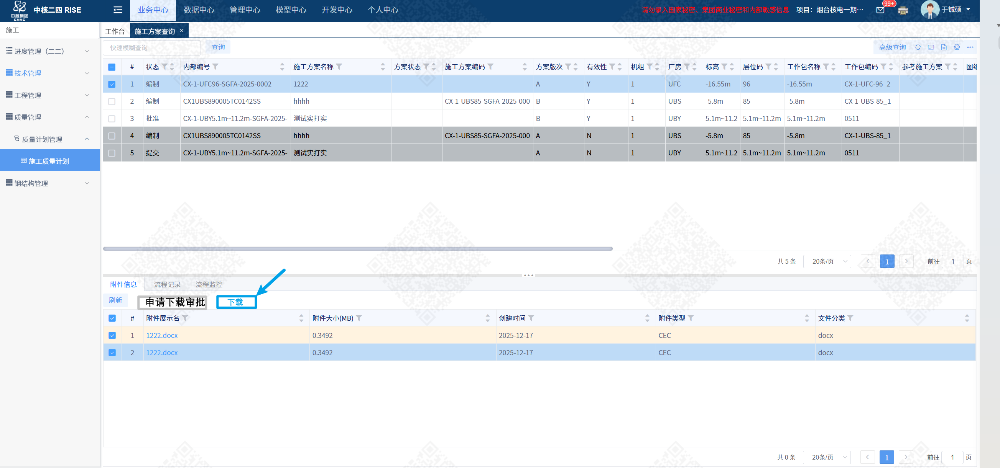 中核集团
CNNC
中核二四 RISE
业务中心 数据中心 管理中心 模型中心 开发中心 个人中心
请勿录入国家秘密、集团商业秘密和内部敏感信息
项目：烟台核电一期···
99+
于钺硕
施工
进度管理（二二）
技术管理
工程管理
质量管理
质量计划管理
施工质量计划
钢结构管理
工作台 施工方案查询 ×
快速模糊查询 查询 高级查询
# 状态 内部编号 施工方案名称 方案状态 施工方案编码 方案版次 有效性 机组 厂房 标高 层位码 工作包名称 工作包编码 参考施工方案
1 编制 CX-1-UFC96-SGFA-2025-0002 1222 A Y 1 UFC -16.55m 96 -16.55m CX-1-UFC-96_2
2 编制 CX1UBS890005TC0142SS hhhh CX-1-UBS85-SGFA-2025-000 B Y 1 UBS -5.8m 85 -5.8m CX-1-UBS-85_1
3 批准 CX-1-UBY5.1m~11.2m-SGFA-2025- 测试实打实 B Y 1 UBY 5.1m~11.2 5.1m~11.2m 5.1m~11.2m 0511
4 编制 CX1UBS890005TC0142SS hhhh CX-1-UBS85-SGFA-2025-000 A N 1 UBS -5.8m 85 -5.8m CX-1-UBS-85_1
5 提交 CX-1-UBY5.1m~11.2m-SGFA-2025- 测试实打实 A N 1 UBY 5.1m~11.2 5.1m~11.2m 5.1m~11.2m 0511
共 5 条 20条/页 1 前往 1 页
附件信息 流程记录 流程监控
刷新 申请下载审批 下载
# 附件展示名 附件大小(MB) 创建时间 附件类型 文件分类
1 1222.docx 0.3492 2025-12-17 CEC docx
2 1222.docx 0.3492 2025-12-17 CEC docx
共 0 条 20条/页 1 前往 1 页